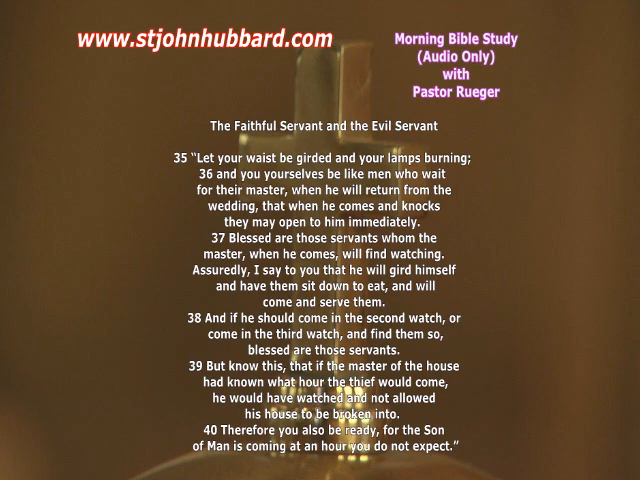 www.stjohnhubbard.com
Morning Bible Study
(Audio Only)
with
Pastor Rueger
The Faithful Servant and the Evil Servant
35 “Let your waist be girded and your lamps burning;
36 and you yourselves be like men who wait
for their master, when he will return from the
wedding, that when he comes and knocks
they may open to him immediately.
37 Blessed are those servants whom the
master, when he comes, will find watching.
Assuredly, I say to you that he will gird himself
and have them sit down to eat, and will
come and serve them.
38 And if he should come in the second watch, or
come in the third watch, and find them so,
blessed are those servants.
39 But know this, that if the master of the house
had known what hour the thief would come,
he would have watched and not allowed
his house to be broken into.
40 Therefore you also be ready, for the Son
of Man is coming at an hour you do not expect.”